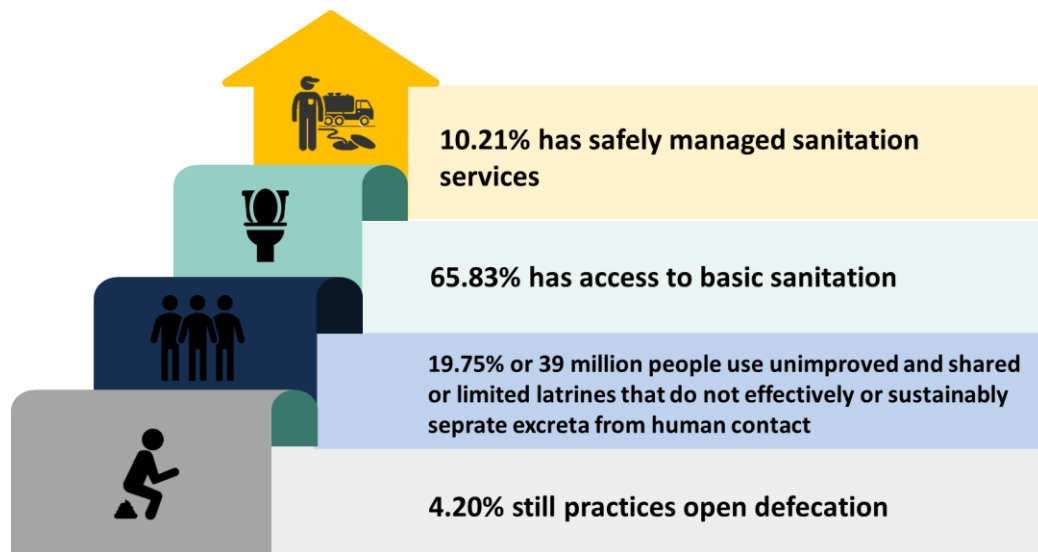 10.21% has safely managed sanitation
services
65.83% has access to basic sanitation
19.75% or 39 million people use unimproved and shared
or limited latrines that do not effectively or sustainably
seprate excreta from human contact
4.20% still practices open defecation